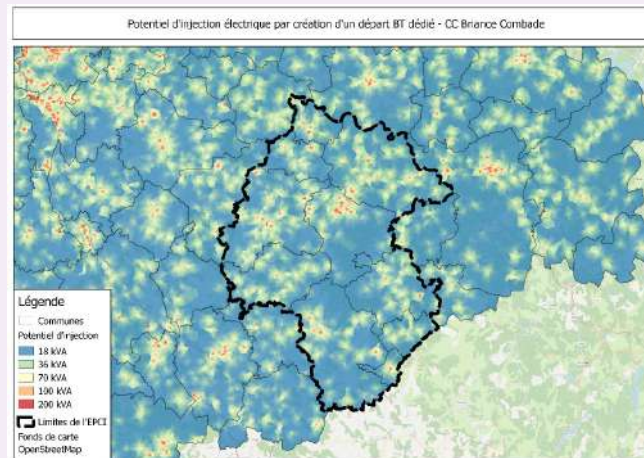 Potentiel d'injection électrique par création d'un départ BT dédié - CC Briance Combade
Légende
Communes
Potentiel d'injection
18 kVA
36 kVA
70 kVA
100 kVA
200 kVA
Limites de l'EPCI
Fonds de carte
OpenStreetMap